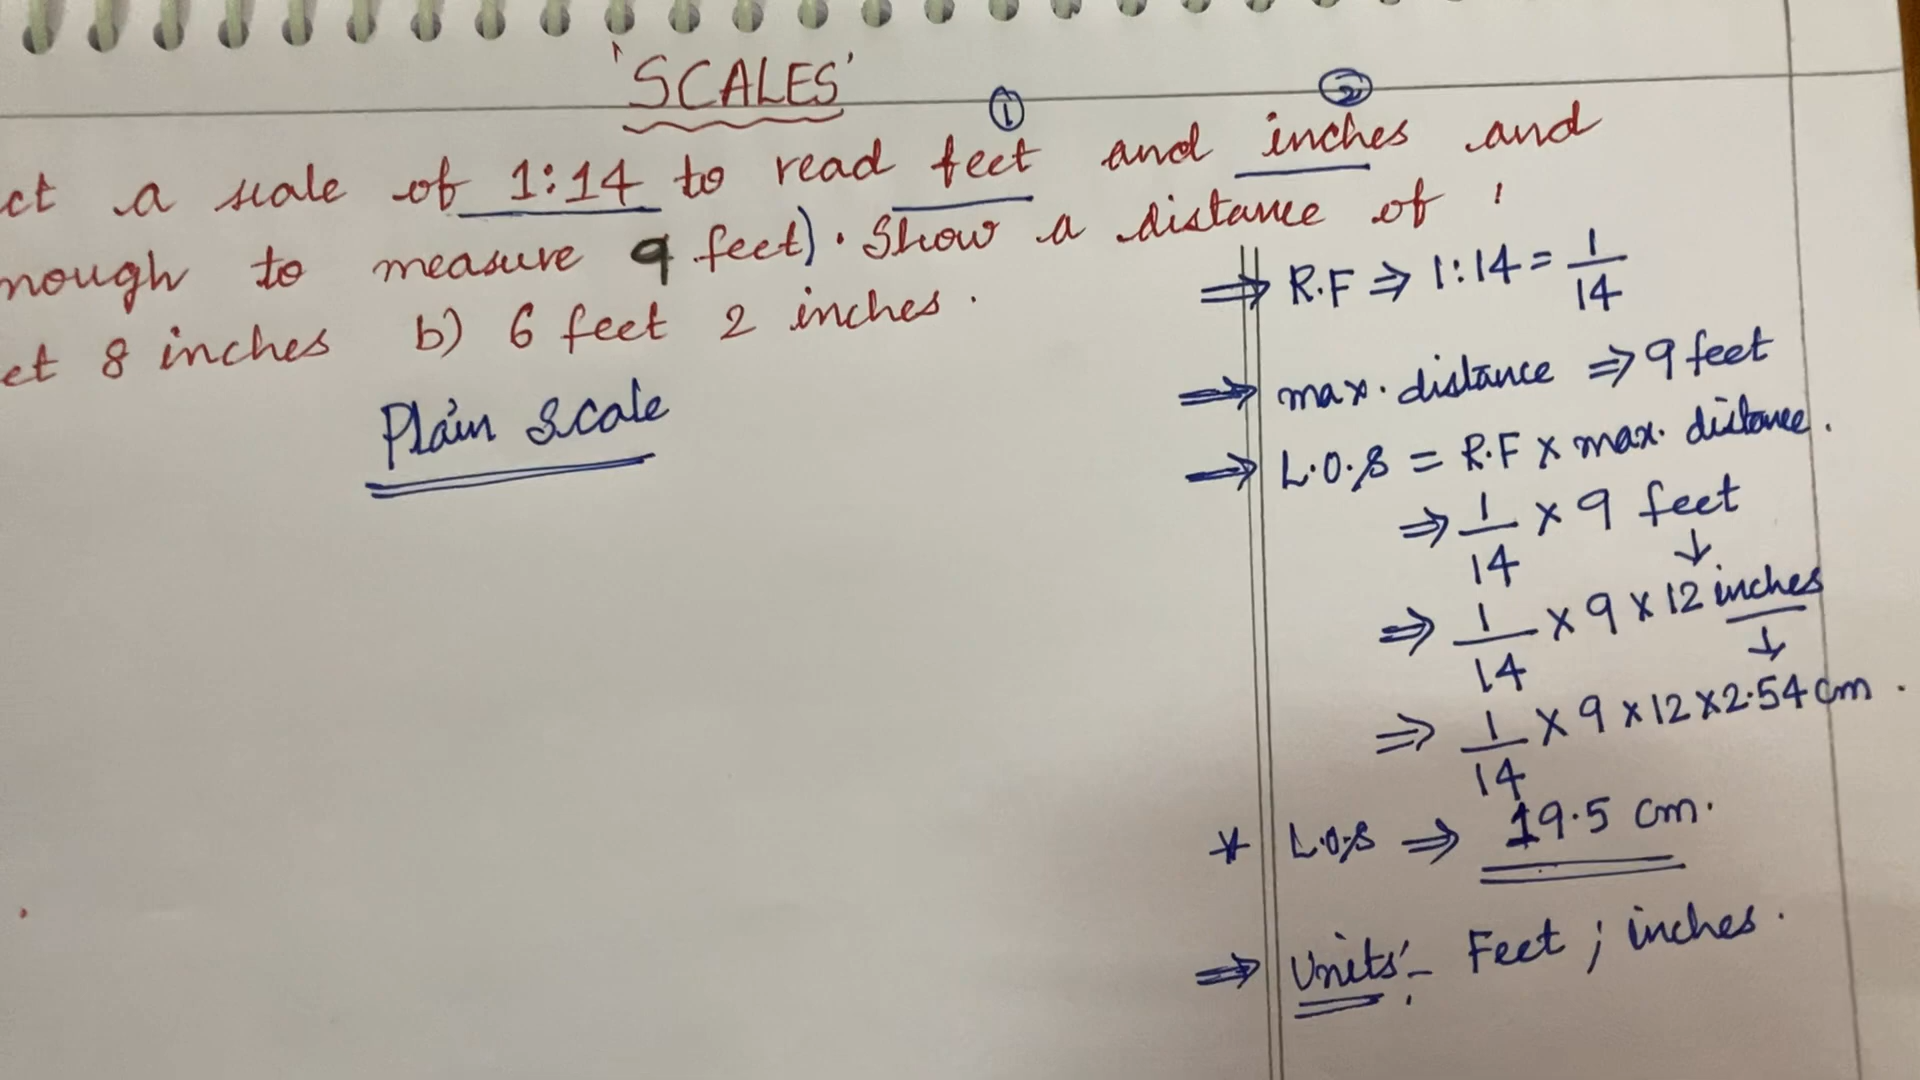 'SCALES'
① ②
ct a scale of 1:14 to read feet and inches and
nough to measure 9 feet). Show a distance of
et 8 inches b) 6 feet 2 inches.
Plain Scale
⇒ R.F ⇒ 1:14 = 1/14
⇒ max. distance ⇒ 9 feet
⇒ L.O.S = R.F x max. distance.
⇒ 1/14 x 9 feet
↓
⇒ 1/14 x 9 x 12 inches
↓
⇒ 1/14 x 9 x 12 x 2.54 cm.
* L.O.S ⇒ 19.5 cm.
⇒ Units:- Feet ; inches.